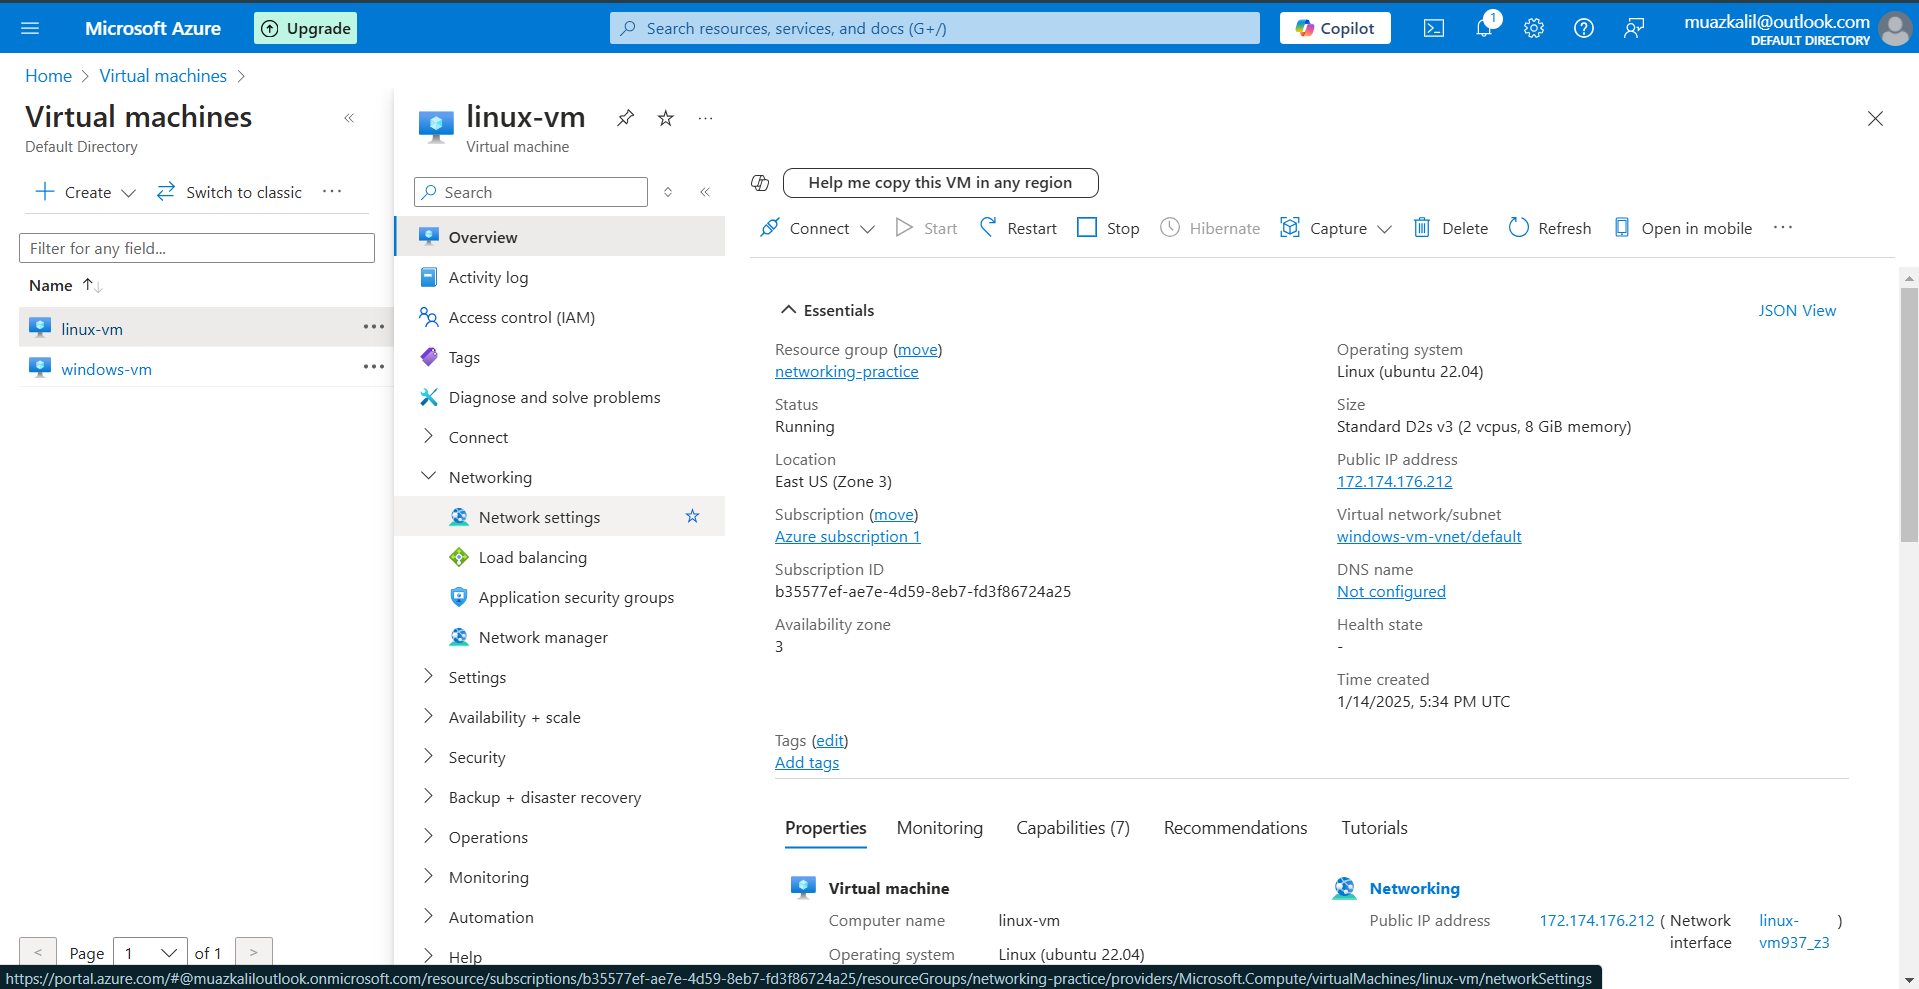 Microsoft Azure
Upgrade
Search resources, services, and docs (G+/)
Copilot
1
muazkalil@outlook.com
DEFAULT DIRECTORY
Home > Virtual machines >
Virtual machines
Default Directory
Create
Switch to classic
Filter for any field...
Name
linux-vm
windows-vm
< Page 1 of 1 >
linux-vm
Virtual machine
Search
Overview
Activity log
Access control (IAM)
Tags
Diagnose and solve problems
Connect
Networking
Network settings
Load balancing
Application security groups
Network manager
Settings
Availability + scale
Security
Backup + disaster recovery
Operations
Monitoring
Automation
Help
Help me copy this VM in any region
Connect Start Restart Stop Hibernate Capture Delete Refresh Open in mobile
Essentials
JSON View
Resource group (move)
networking-practice
Status
Running
Location
East US (Zone 3)
Subscription (move)
Azure subscription 1
Subscription ID
b35577ef-ae7e-4d59-8eb7-fd3f86724a25
Availability zone
3
Operating system
Linux (ubuntu 22.04)
Size
Standard D2s v3 (2 vcpus, 8 GiB memory)
Public IP address
172.174.176.212
Virtual network/subnet
windows-vm-vnet/default
DNS name
Not configured
Health state
-
Time created
1/14/2025, 5:34 PM UTC
Tags (edit)
Add tags
Properties Monitoring Capabilities (7) Recommendations Tutorials
Virtual machine
Computer name linux-vm
Operating system Linux (ubuntu 22.04)
Networking
Public IP address 172.174.176.212 ( Network interface linux-vm937_z3 )
https://portal.azure.com/#@muazkaliloutlook.onmicrosoft.com/resource/subscriptions/b35577ef-ae7e-4d59-8eb7-fd3f86724a25/resourceGroups/networking-practice/providers/Microsoft.Compute/virtualMachines/linux-vm/networkSettings